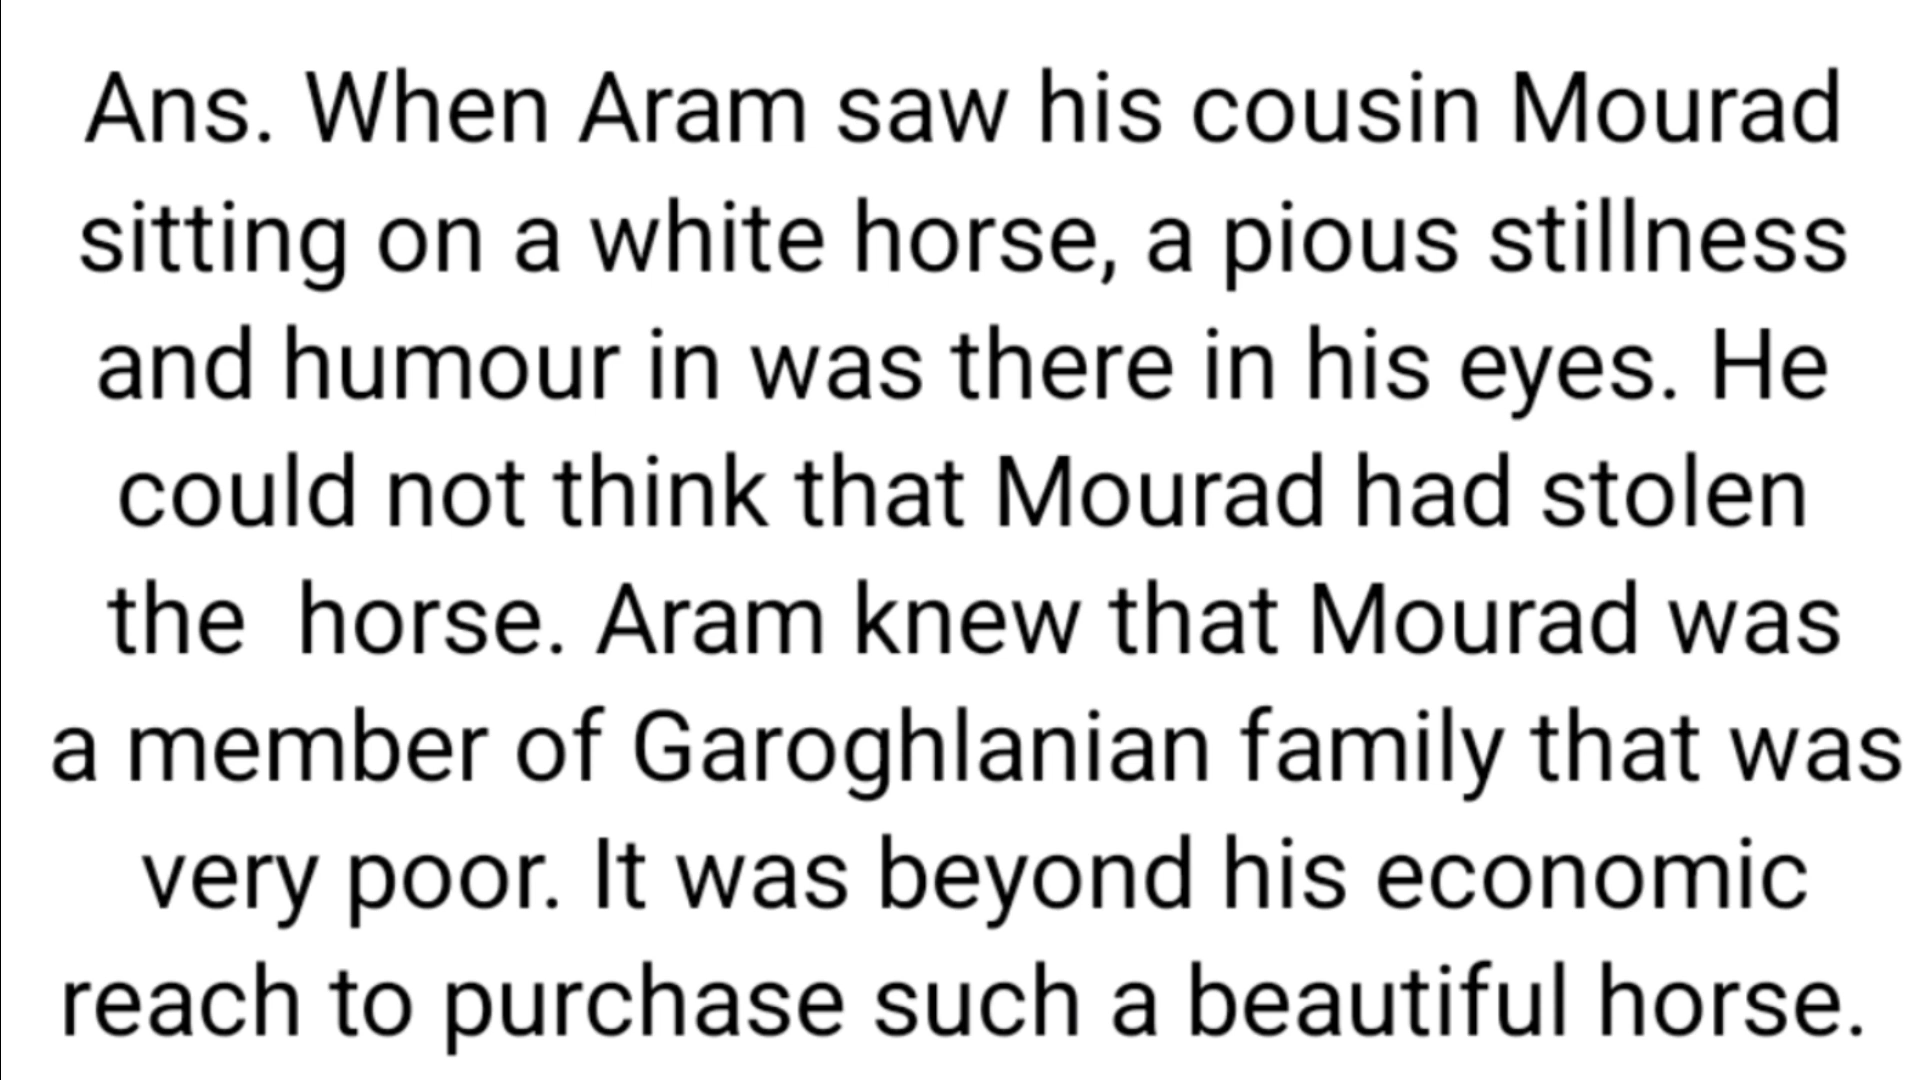 Ans. When Aram saw his cousin Mourad
sitting on a white horse, a pious stillness
and humour in was there in his eyes. He
could not think that Mourad had stolen
the  horse. Aram knew that Mourad was
a member of Garoghlanian family that was
very poor. It was beyond his economic
reach to purchase such a beautiful horse.